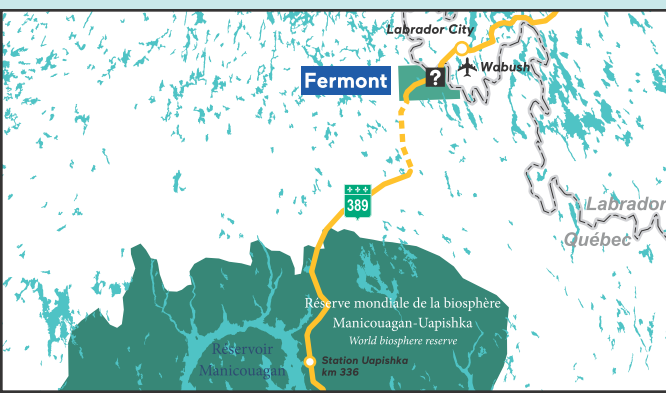 Labrador City
Wabush
?
Fermont
389
Labrador
Québec
Réserve mondiale de la biosphère
Manicouagan-Uapishka
World biosphere reserve
Réservoir
Manicouagan
Station Uapishka
km 336